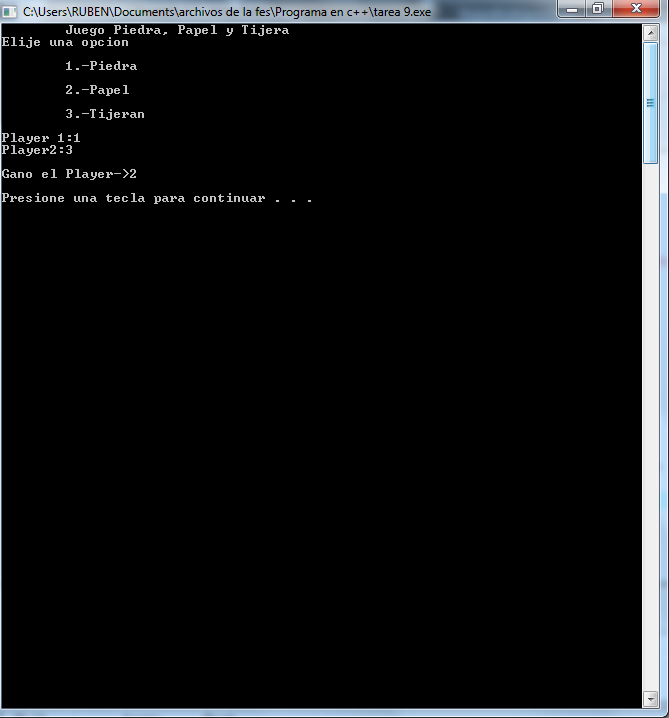 C:\Users\RUBEN\Documents\archivos de la fes\Programa en c++\tarea 9.exe
Juego Piedra, Papel y Tijera
Elije una opcion
1.-Piedra
2.-Papel
3.-Tijeran
Player 1:1
Player2:3
Gano el Player->2
Presione una tecla para continuar . . .